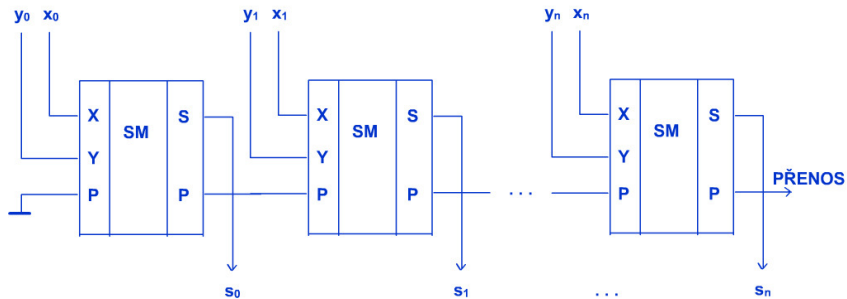 y0 x0 y1 x1 yn xn
X S X S X S
SM SM SM
Y Y Y
P P P P . . . P P PŘENOS
s0 s1 . . . sn